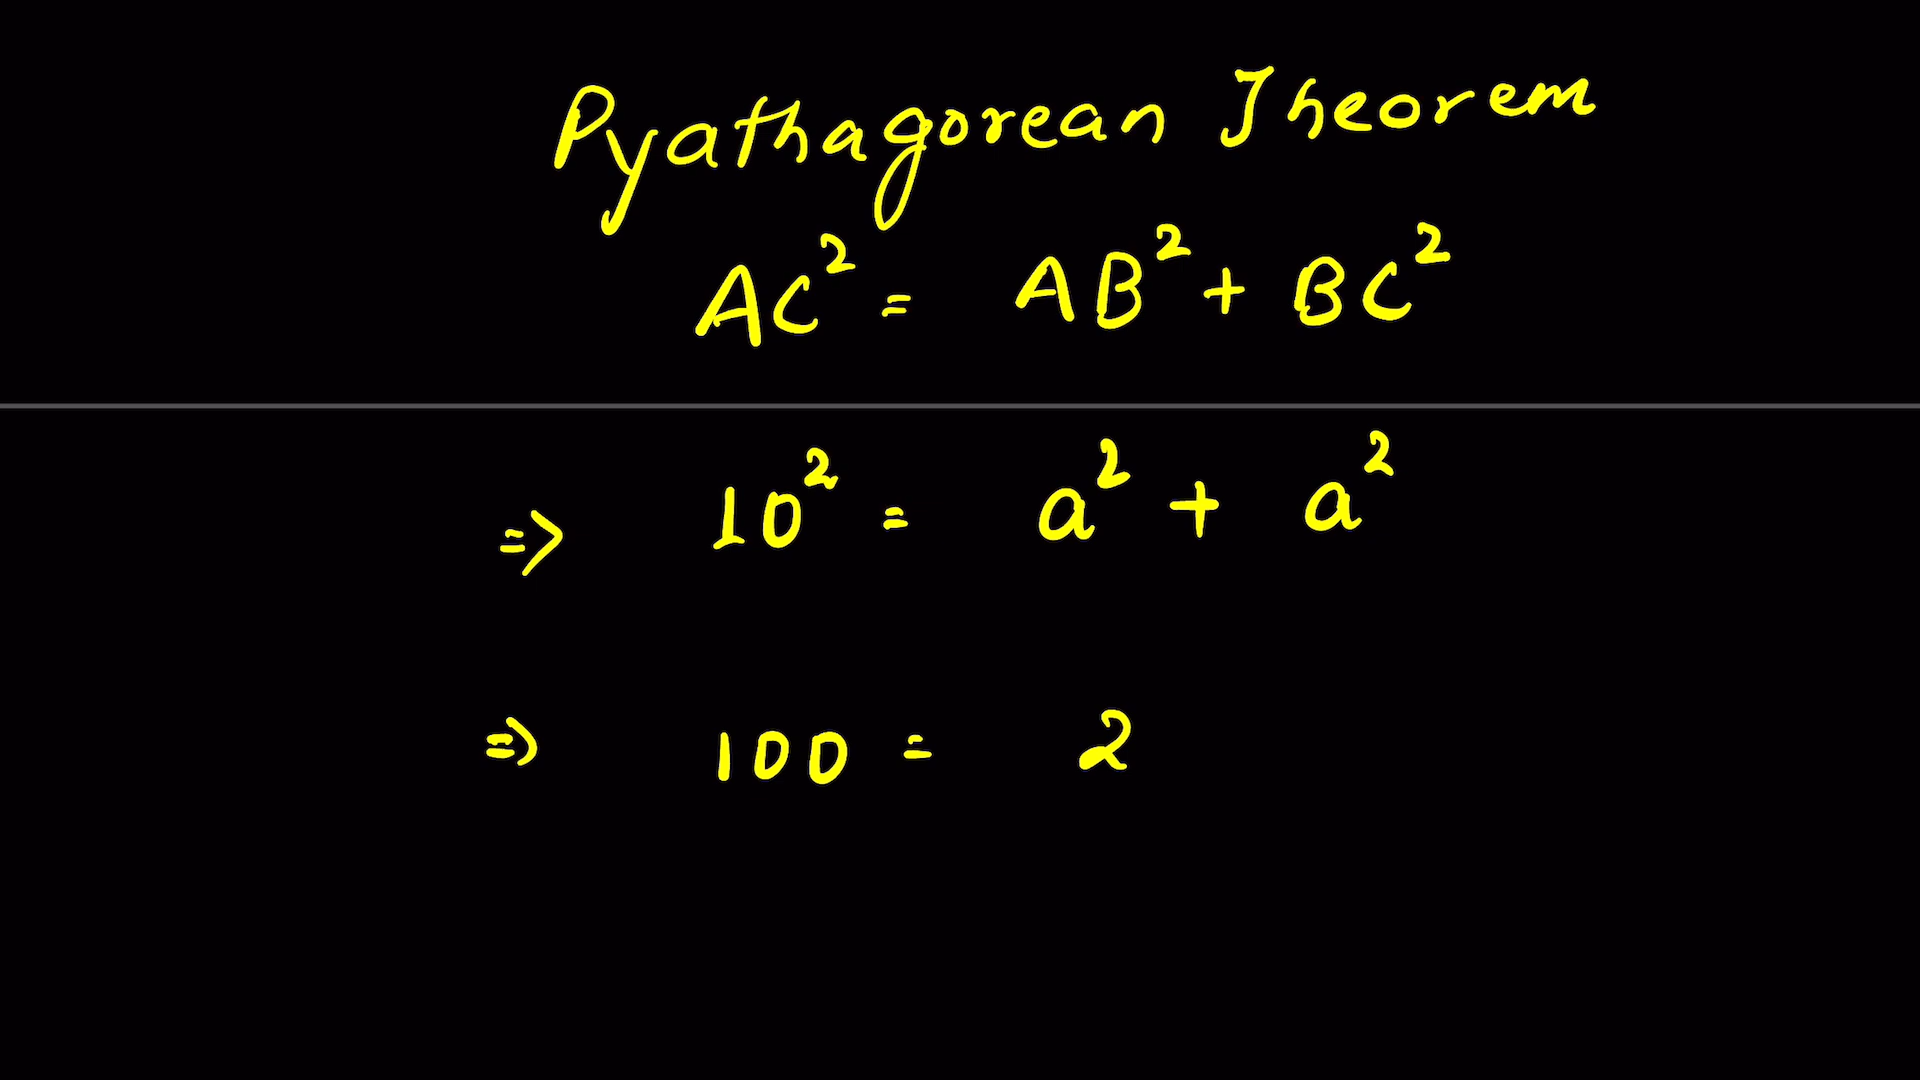 Pyathagorean Theorem
AC² = AB² + BC²
=> 10² = a² + a²
=> 100 = 2